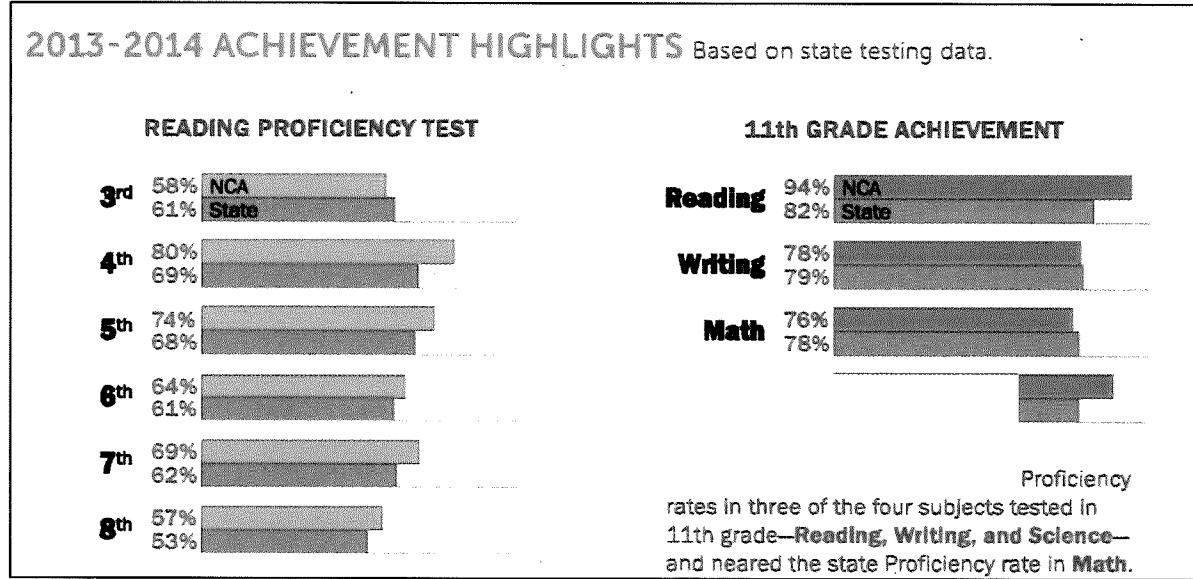 2013-2014 ACHIEVEMENT HIGHLIGHTS Based on state testing data.
READING PROFICIENCY TEST
3rd 58% NCA
61% State
4th 80%
69%
5th 74%
68%
6th 64%
61%
7th 69%
62%
8th 57%
53%
11th GRADE ACHIEVEMENT
Reading 94% NCA
82% State
Writing 78%
79%
Math 76%
78%
Proficiency
rates in three of the four subjects tested in
11th grade—Reading, Writing, and Science—
and neared the state Proficiency rate in Math.